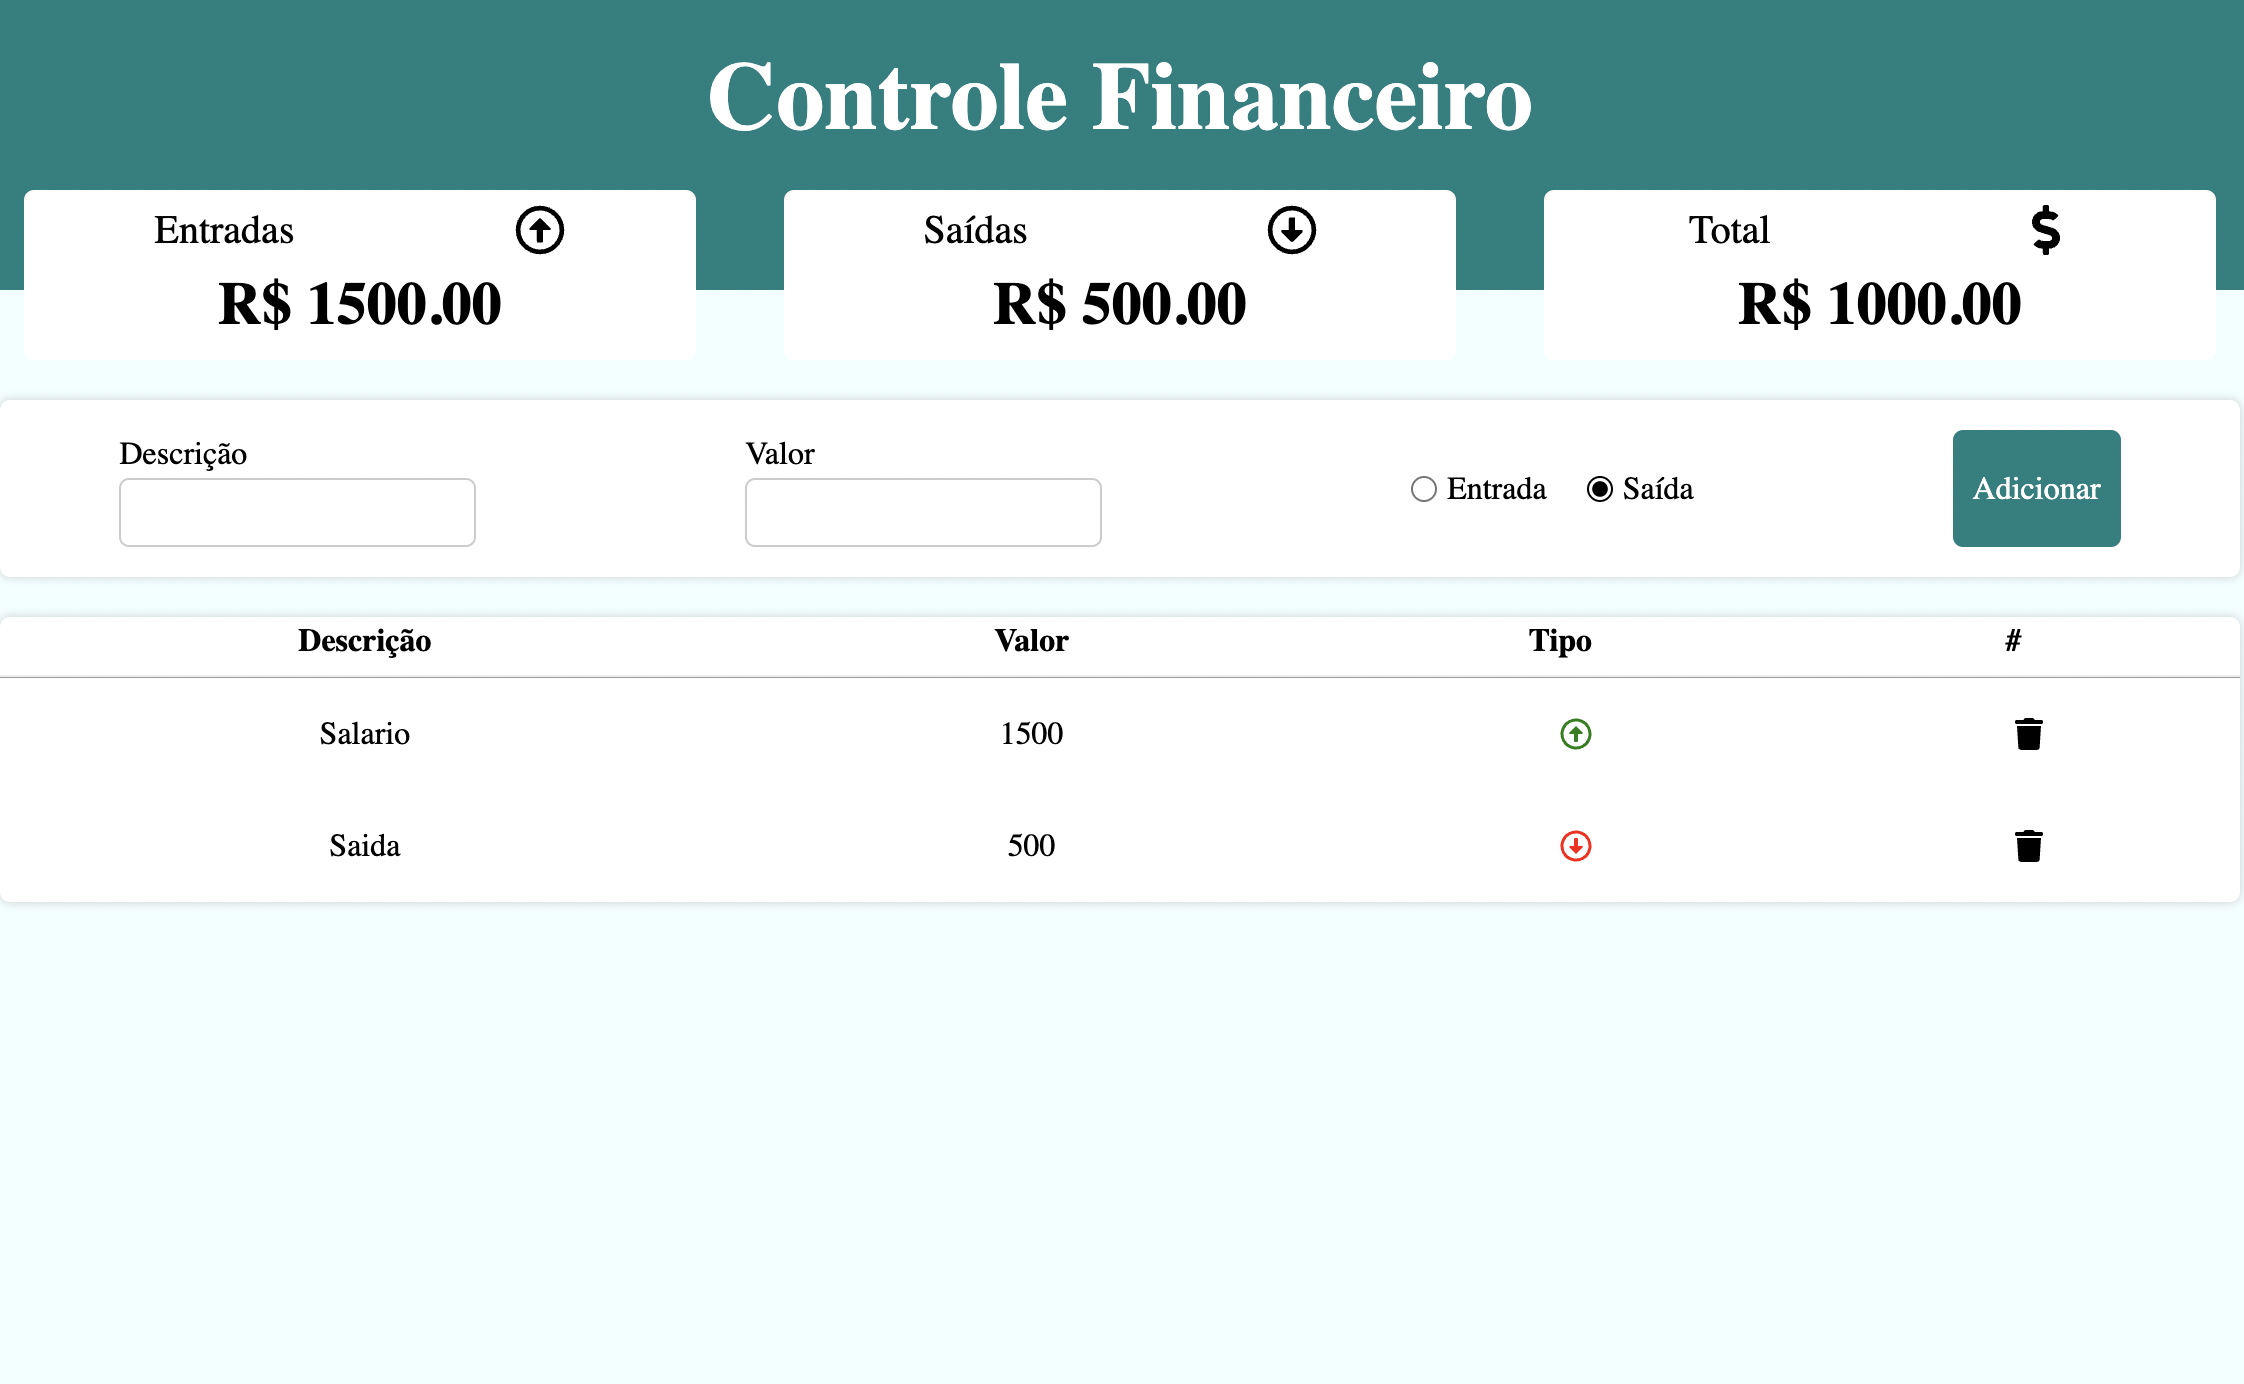 Controle Financeiro
Entradas
R$ 1500.00
Saídas
R$ 500.00
Total
$
R$ 1000.00
Descrição
Valor
Entrada
Saída
Adicionar
Descrição Valor Tipo #
Salario 1500
Saida 500